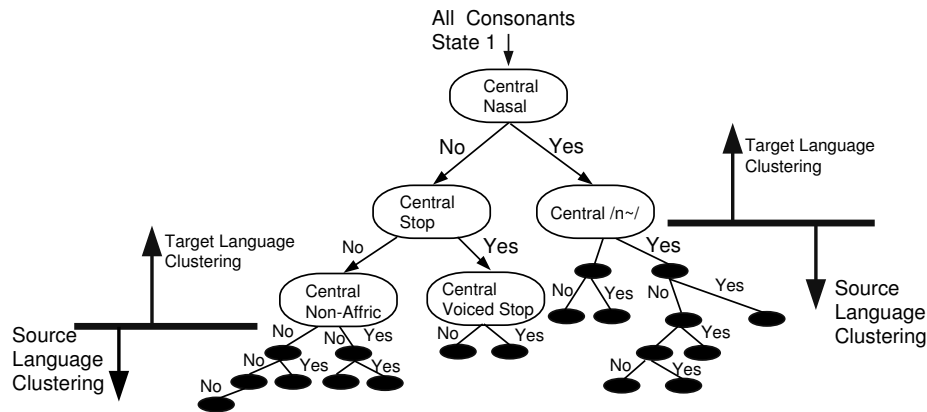 All Consonants
State 1
Central
Nasal
No
Yes
Target Language
Clustering
Central
Stop
Central /n~/
Target Language
Clustering
No
Yes
Yes
Central
Non-Affric
Central
Voiced Stop
No
Yes
No
Yes
Source
Language
Clustering
Source
Language
Clustering
No
Yes
No
Yes
No
Yes
No
Yes
No
Yes
No
Yes
No